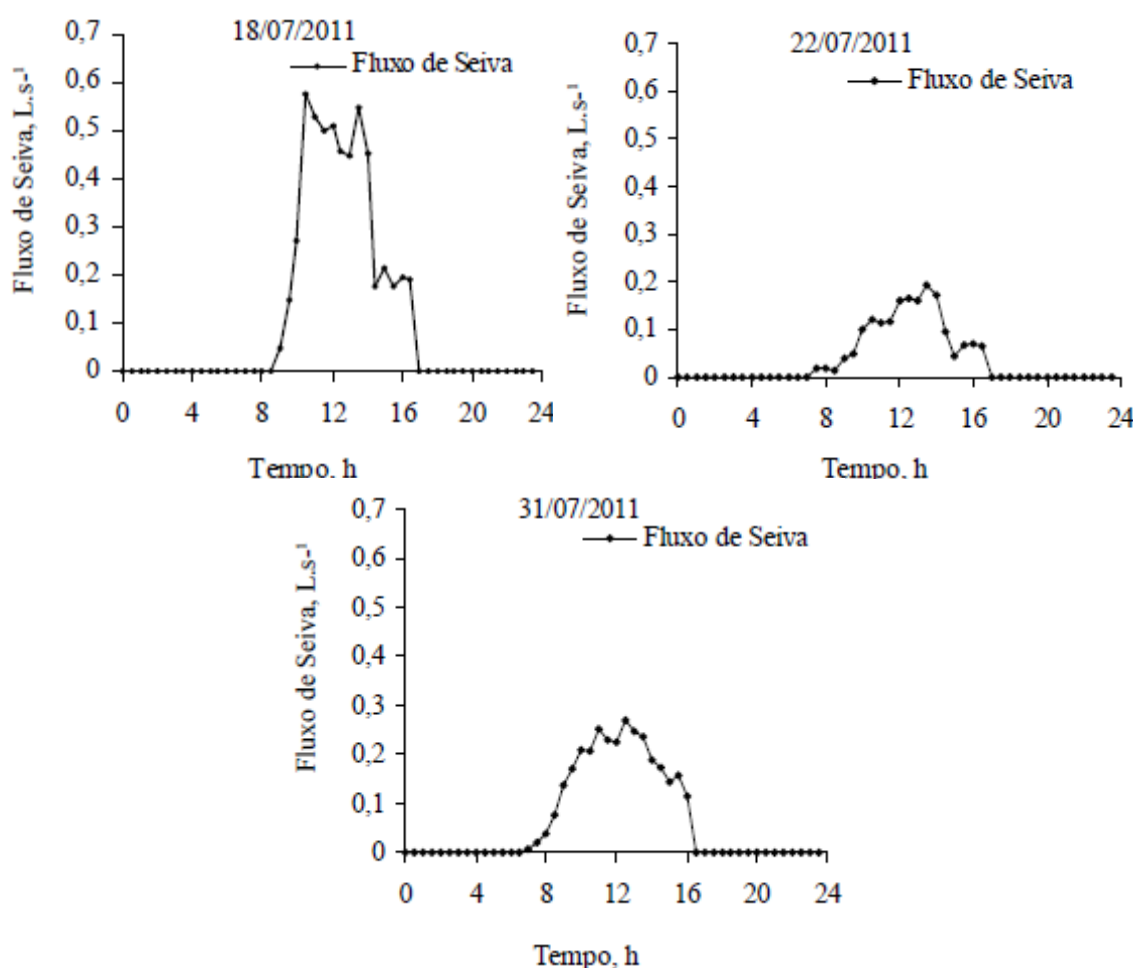 18/07/2011
Fluxo de Seiva
Fluxo de Seiva, L.s-¹
0,7
0,6
0,5
0,4
0,3
0,2
0,1
0
0 4 8 12 16 20 24
Tempo, h
22/07/2011
Fluxo de Seiva
Fluxo de Seiva, L.s-¹
0,7
0,6
0,5
0,4
0,3
0,2
0,1
0
0 4 8 12 16 20 24
Tempo, h
31/07/2011
Fluxo de Seiva
Fluxo de Seiva, L.s-¹
0,7
0,6
0,5
0,4
0,3
0,2
0,1
0
0 4 8 12 16 20 24
Tempo, h